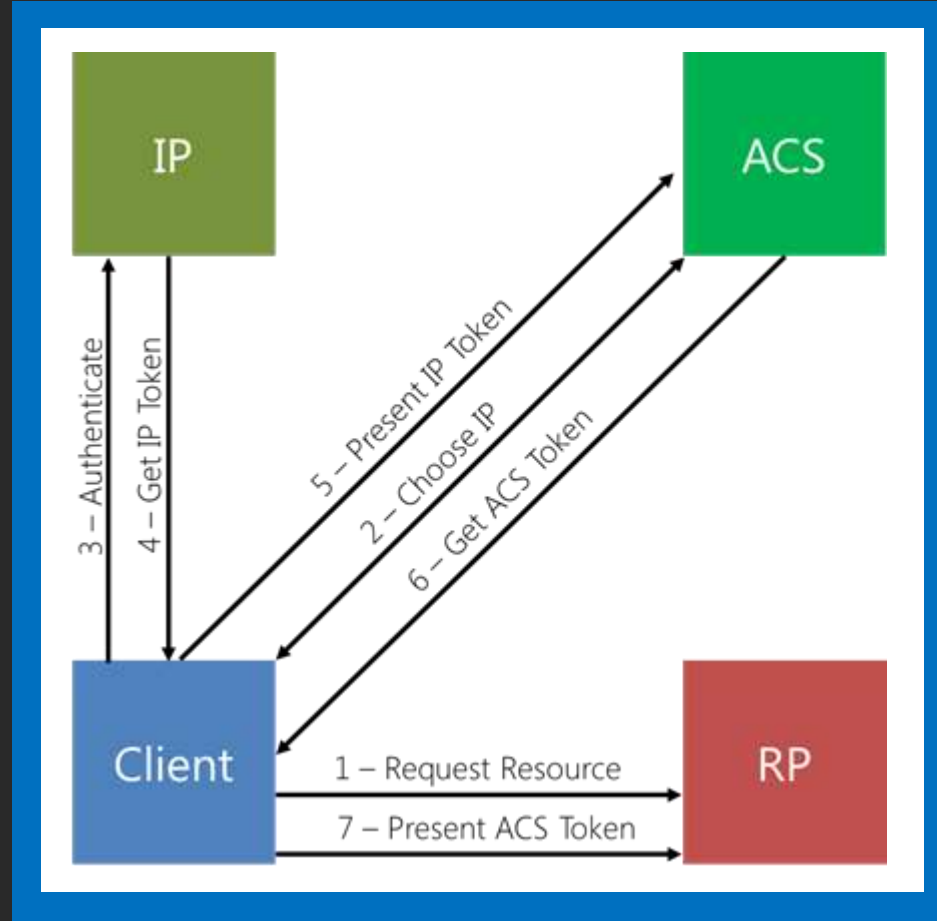 IP
ACS
3 – Authenticate
4 – Get IP Token
5 – Present IP Token
2 – Choose IP
6 – Get ACS Token
Client
1 – Request Resource
7 – Present ACS Token
RP